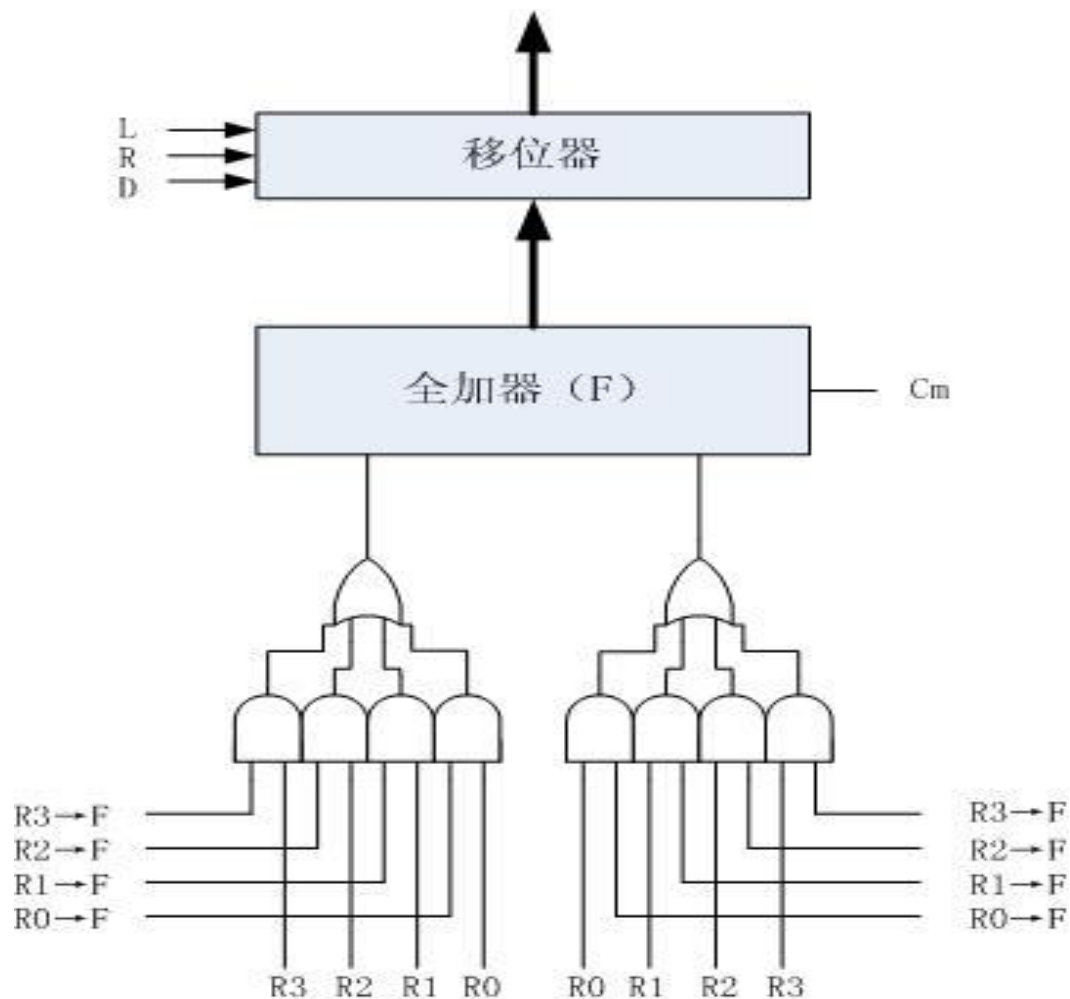 L
R
D
移位器
全加器（F）
Cm
R3→F
R2→F
R1→F
R0→F
R3→F
R2→F
R1→F
R0→F
R3 R2 R1 R0 R0 R1 R2 R3